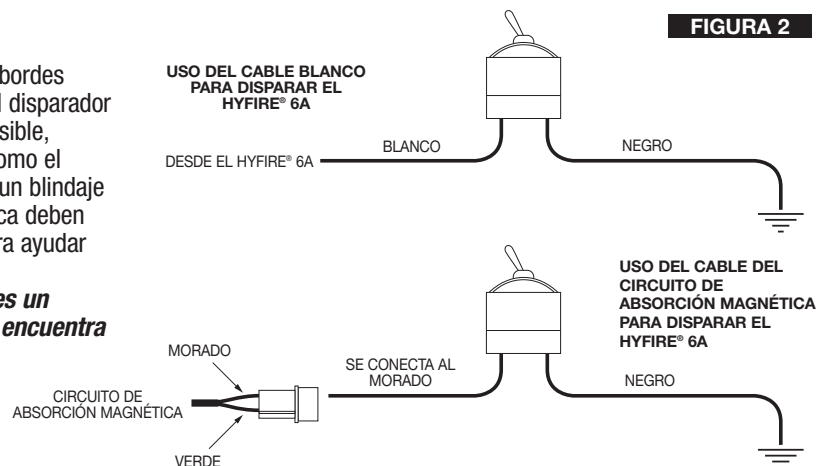 FIGURA 2
bordes
l disparador
sible,
omo el
un blindaje
ca deben
ra ayudar
es un
encuentra
USO DEL CABLE BLANCO
PARA DISPARAR EL
HYFIRE® 6A
DESDE EL HYFIRE® 6A
BLANCO
NEGRO
USO DEL CABLE DEL
CIRCUITO DE
ABSORCIÓN MAGNÉTICA
PARA DISPARAR EL
HYFIRE® 6A
MORADO
CIRCUITO DE
ABSORCIÓN MAGNÉTICA
VERDE
SE CONECTA AL
MORADO
NEGRO